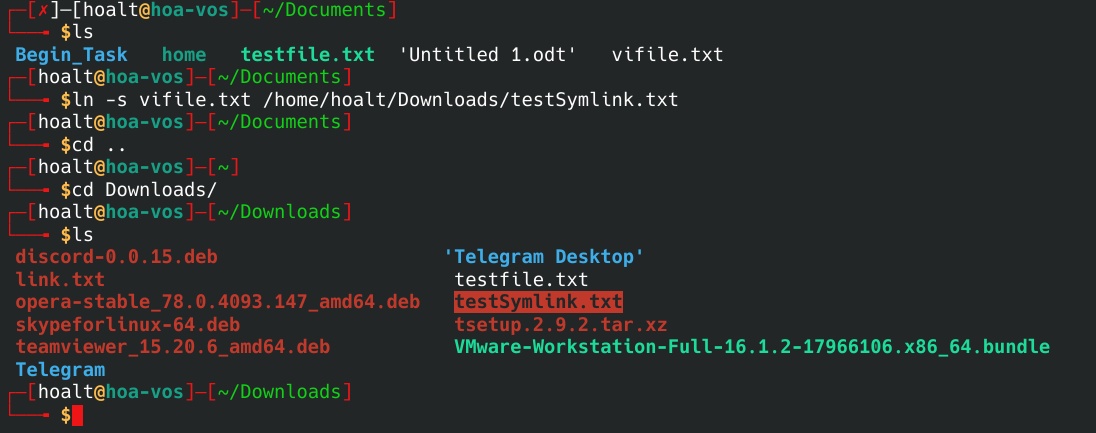 ┌─[✗]─[hoalt@hoa-vos]─[~/Documents]
└──╼ $ls
Begin_Task   home   testfile.txt  'Untitled 1.odt'   vifile.txt
┌─[hoalt@hoa-vos]─[~/Documents]
└──╼ $ln -s vifile.txt /home/hoalt/Downloads/testSymlink.txt
┌─[hoalt@hoa-vos]─[~/Documents]
└──╼ $cd ..
┌─[hoalt@hoa-vos]─[~]
└──╼ $cd Downloads/
┌─[hoalt@hoa-vos]─[~/Downloads]
└──╼ $ls
discord-0.0.15.deb                    'Telegram Desktop'
link.txt                               testfile.txt
opera-stable_78.0.4093.147_amd64.deb   testSymlink.txt
skypeforlinux-64.deb                   tsetup.2.9.2.tar.xz
teamviewer_15.20.6_amd64.deb           VMware-Workstation-Full-16.1.2-17966106.x86_64.bundle
Telegram
┌─[hoalt@hoa-vos]─[~/Downloads]
└──╼ $